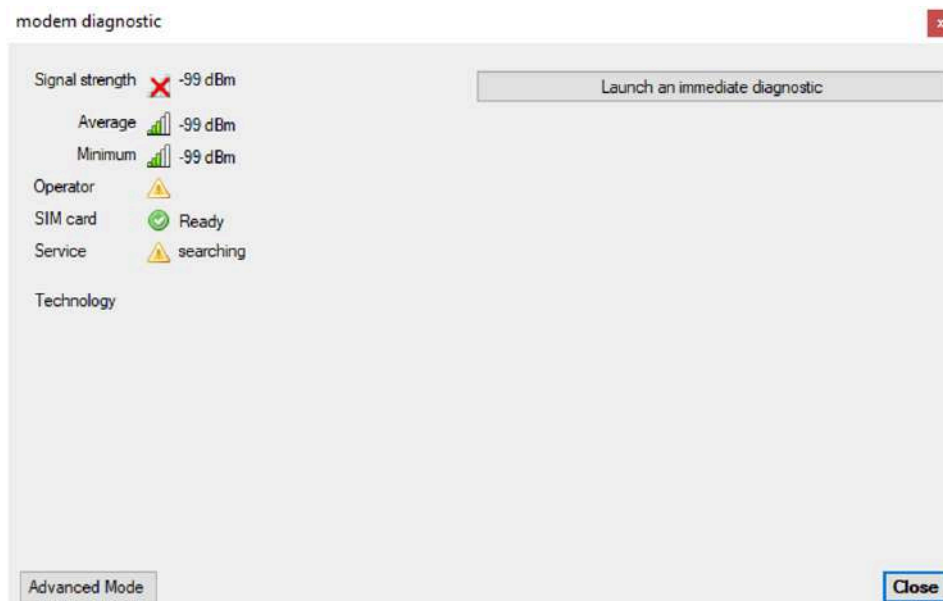 modem diagnostic
Signal strength -99 dBm
Launch an immediate diagnostic
Average -99 dBm
Minimum -99 dBm
Operator
SIM card Ready
Service searching
Technology
Advanced Mode
Close